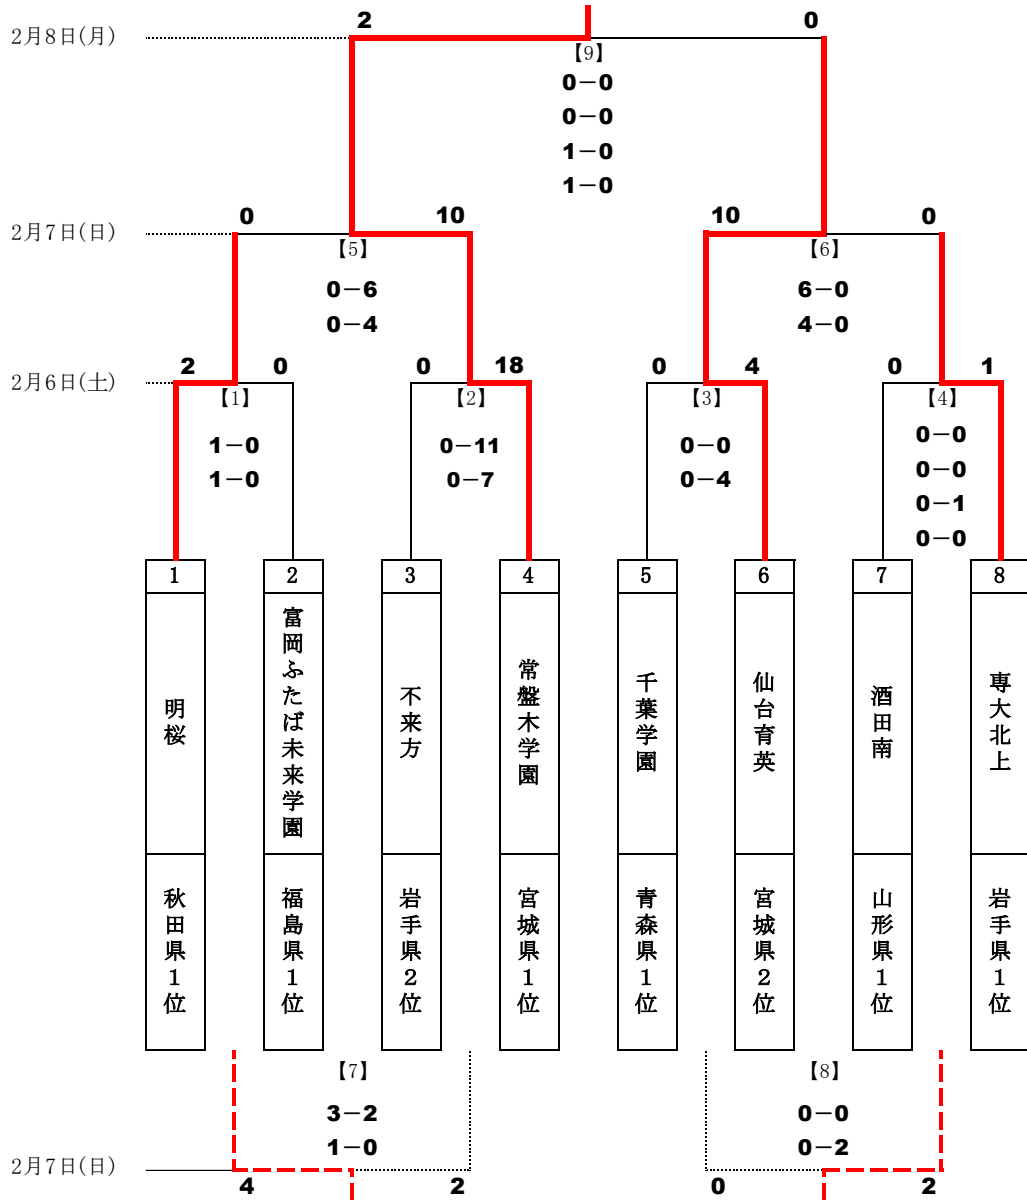 2 0
2月8日(月)
【9】
0－0
0－0
1－0
1－0
0 10 10 0
2月7日(日)
【5】 【6】
0－6 6－0
0－4 4－0
2 0 0 18 0 4 0 1
2月6日(土)
【1】 【2】 【3】 【4】
1－0 0－11 0－0 0－0
1－0 0－7 0－4 0－0
0－1
0－0
1 2 3 4 5 6 7 8
明桜
富岡ふたば未来学園
不来方
常盤木学園
千葉学園
仙台育英
酒田南
専大北上
秋田県1位
福島県1位
岩手県2位
宮城県1位
青森県1位
宮城県2位
山形県1位
岩手県1位
【7】 【8】
3－2 0－0
1－0 0－2
2月7日(日)
4 2 0 2